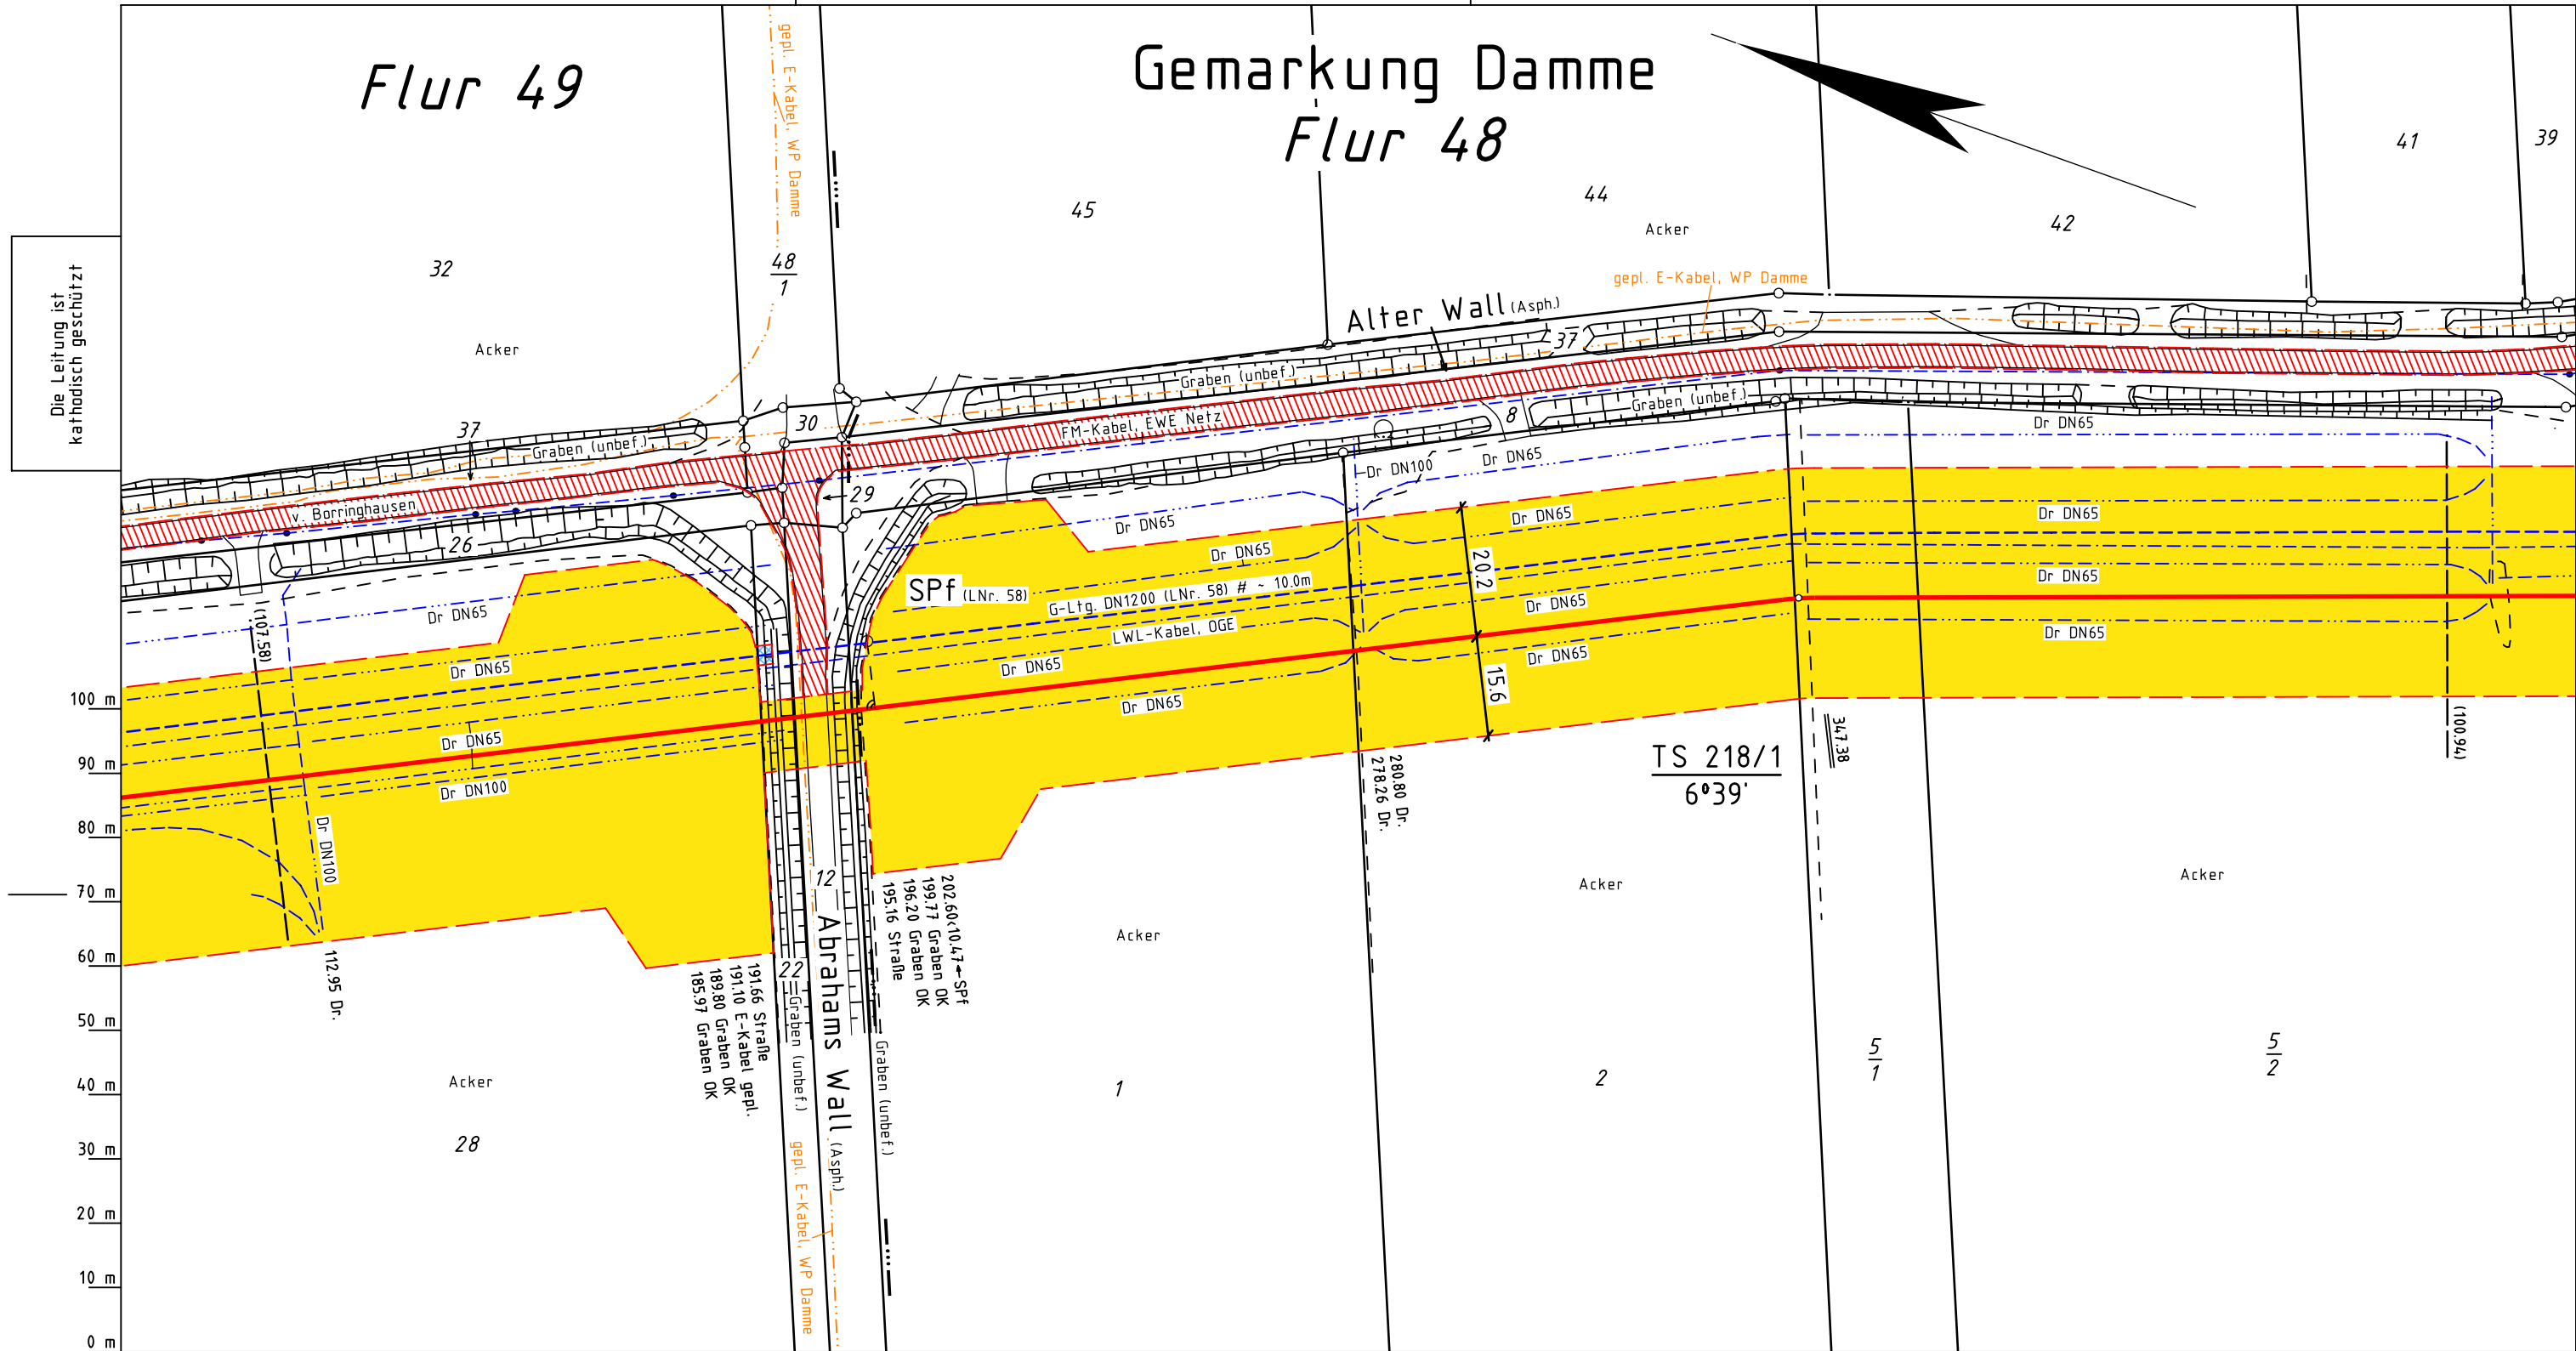 Flur 49
Gemarkung Damme
Flur 48
gepl. E-Kabel, WP Damme
41
39
45
44
Acker
42
32
48
1
Acker
Die Leitung ist
kathodisch geschützt
gepl. E-Kabel, WP Damme
Alter Wall (Asph.)
37
Graben (unbef.)
30
FM-Kabel, EWE Netz
8
Graben (unbef.)
Dr DN65
37
Graben (unbef.)
Dr DN100
Dr DN65
29
v. Borringhausen
26
Dr DN65
Dr DN65
Dr DN65
Dr DN65
20.2
SPf (LNr. 58)
G-Ltg. DN1200 (LNr. 58) # ~ 10.0m
Dr DN65
Dr DN65
Dr DN65
(107.58)
LWL-Kabel, OGE
Dr DN65
Dr DN65
Dr DN65
Dr DN65
15.6
Dr DN65
Dr DN65
Dr DN100
Dr DN100
347.38
(100.94)
TS 218/1
6°39'
280.80 Dr.
278.26 Dr.
100 m
90 m
80 m
70 m
60 m
50 m
40 m
30 m
20 m
10 m
0 m
12
Acker
Acker
Acker
202.60<10.47 SPf
199.77 Graben OK
196.20 Graben OK
195.16 Straße
112.95 Dr.
22
191.66 Straße
191.10 E-Kabel gepl.
189.80 Graben OK
185.97 Graben OK
Graben (unbef.)
Abrahams Wall (Asph.)
Graben (unbef.)
Acker
28
1
2
5
1
5
2
gepl. E-Kabel, WP Damme